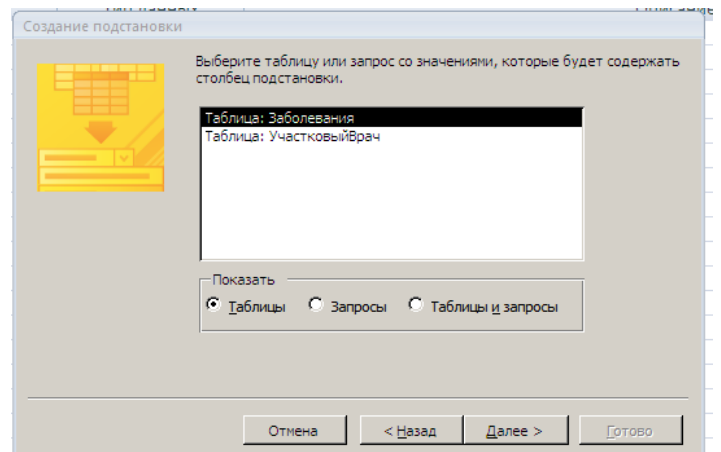 Создание подстановки
Выберите таблицу или запрос со значениями, которые будет содержать
столбец подстановки.
Таблица: Заболевания
Таблица: УчастковыйВрач
Показать
Таблицы Запросы Таблицы и запросы
Отмена < Назад Далее > Готово